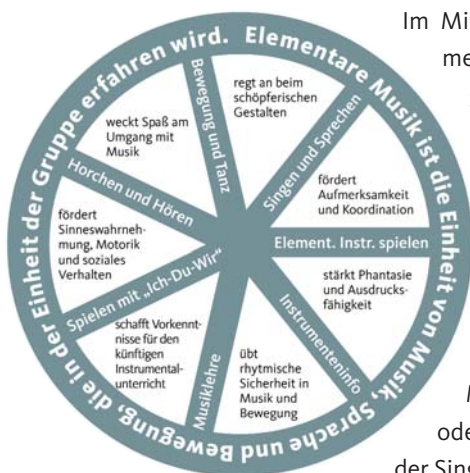 Im Mi
me
Elementare Musik ist die Einheit von Musik, Sprache und Bewegung, die in der Einheit der Gruppe erfahren wird.
Bewegung und Tanz
regt an beim
schöpferischen
Gestalten
Singen und Sprechen
fördert
Aufmerksamkeit
und Koordination
Element. Instr. spielen
stärkt Phantasie
und Ausdrucks-
fähigkeit
Instrumenteninfo
übt
rhytmische
Sicherheit in
Musik und
Bewegung
Musiklehre
schafft Vorkennt-
nisse für den
künftigen
Instrumental-
unterricht
Spielen mit „Ich-Du-Wir“
fördert
Sinneswahrneh-
mung, Motorik
und soziales
Verhalten
Horchen und Hören
weckt Spaß am
Umgang mit
Musik
ode
der Sing